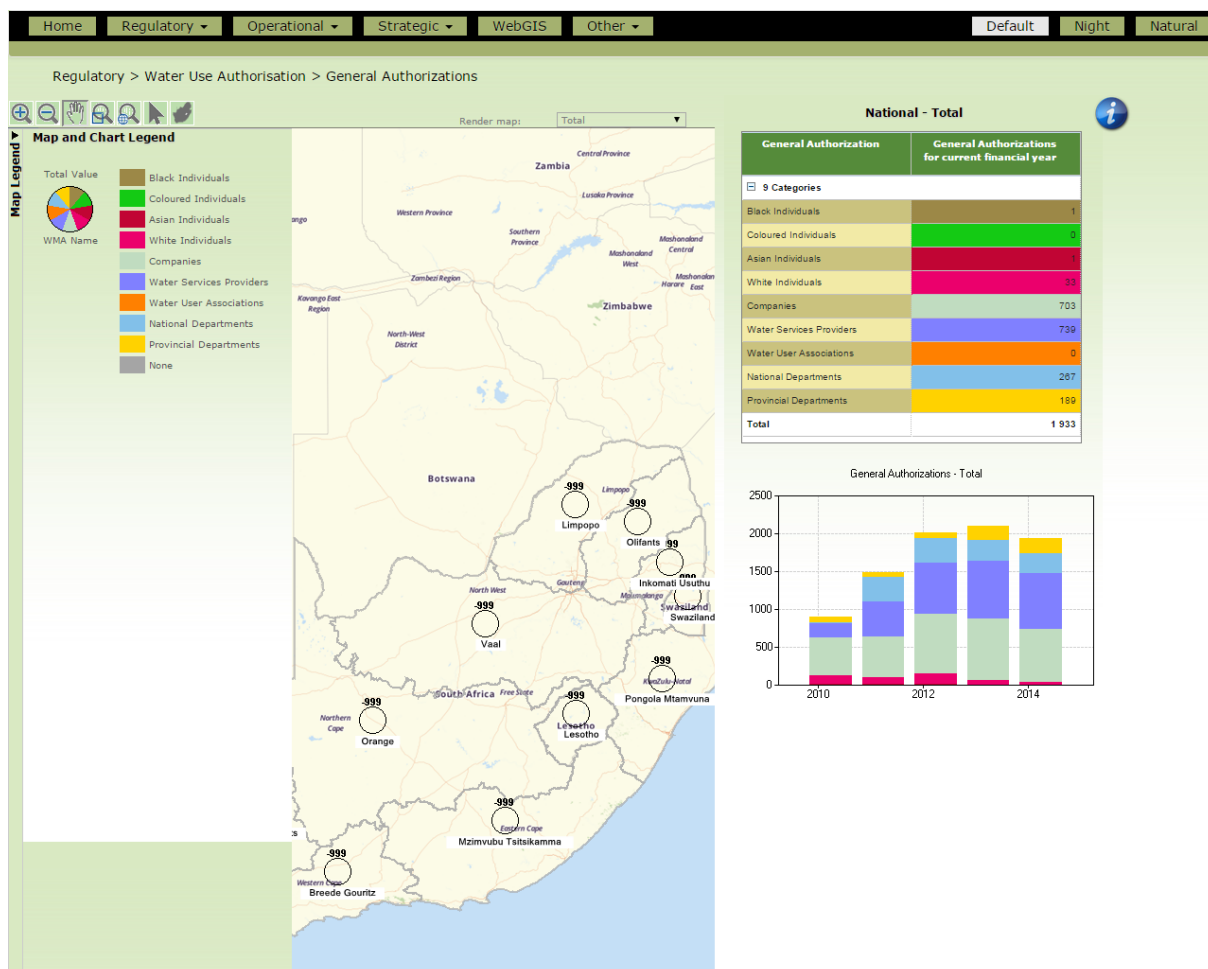 Home Regulatory Operational Strategic WebGIS Other Default Night Natural
Regulatory > Water Use Authorisation > General Authorizations
Render map: Total
Map Legend
Map and Chart Legend
Total Value
WMA Name
Black Individuals
Coloured Individuals
Asian Individuals
White Individuals
Companies
Water Services Providers
Water User Associations
National Departments
Provincial Departments
None
Central Province
Zambia
Lusaka Province
Western Province
ango
Southern
Province
Mashonaland
Central
Mashonaland
West
Zambezi Region
Mashonalan
Harare East
Kavango East
Region
Zimbabwe
North-West
District
Botswana
-999
Limpopo
Limpopo
-999
Olifants
99
Inkomati Usuthu
Gauteng
North West
Swaziland
Swaziland
-999
Vaal
-999
KwaZulu-Natal
Pongola Mtamvuna
South Africa Free State
-999
Lesotho
Lesotho
-999
Northern
Cape
Orange
-999
Eastern Cape
Mzimvubu Tsitsikamma
-999
Western Cape
Breede Gouritz
National - Total
General Authorization General Authorizations
for current financial year
9 Categories
Black Individuals 1
Coloured Individuals 0
Asian Individuals 1
White Individuals 33
Companies 703
Water Services Providers 739
Water User Associations 0
National Departments 267
Provincial Departments 189
Total 1 933
General Authorizations - Total
2500
2000
1500
1000
500
0
2010 2012 2014